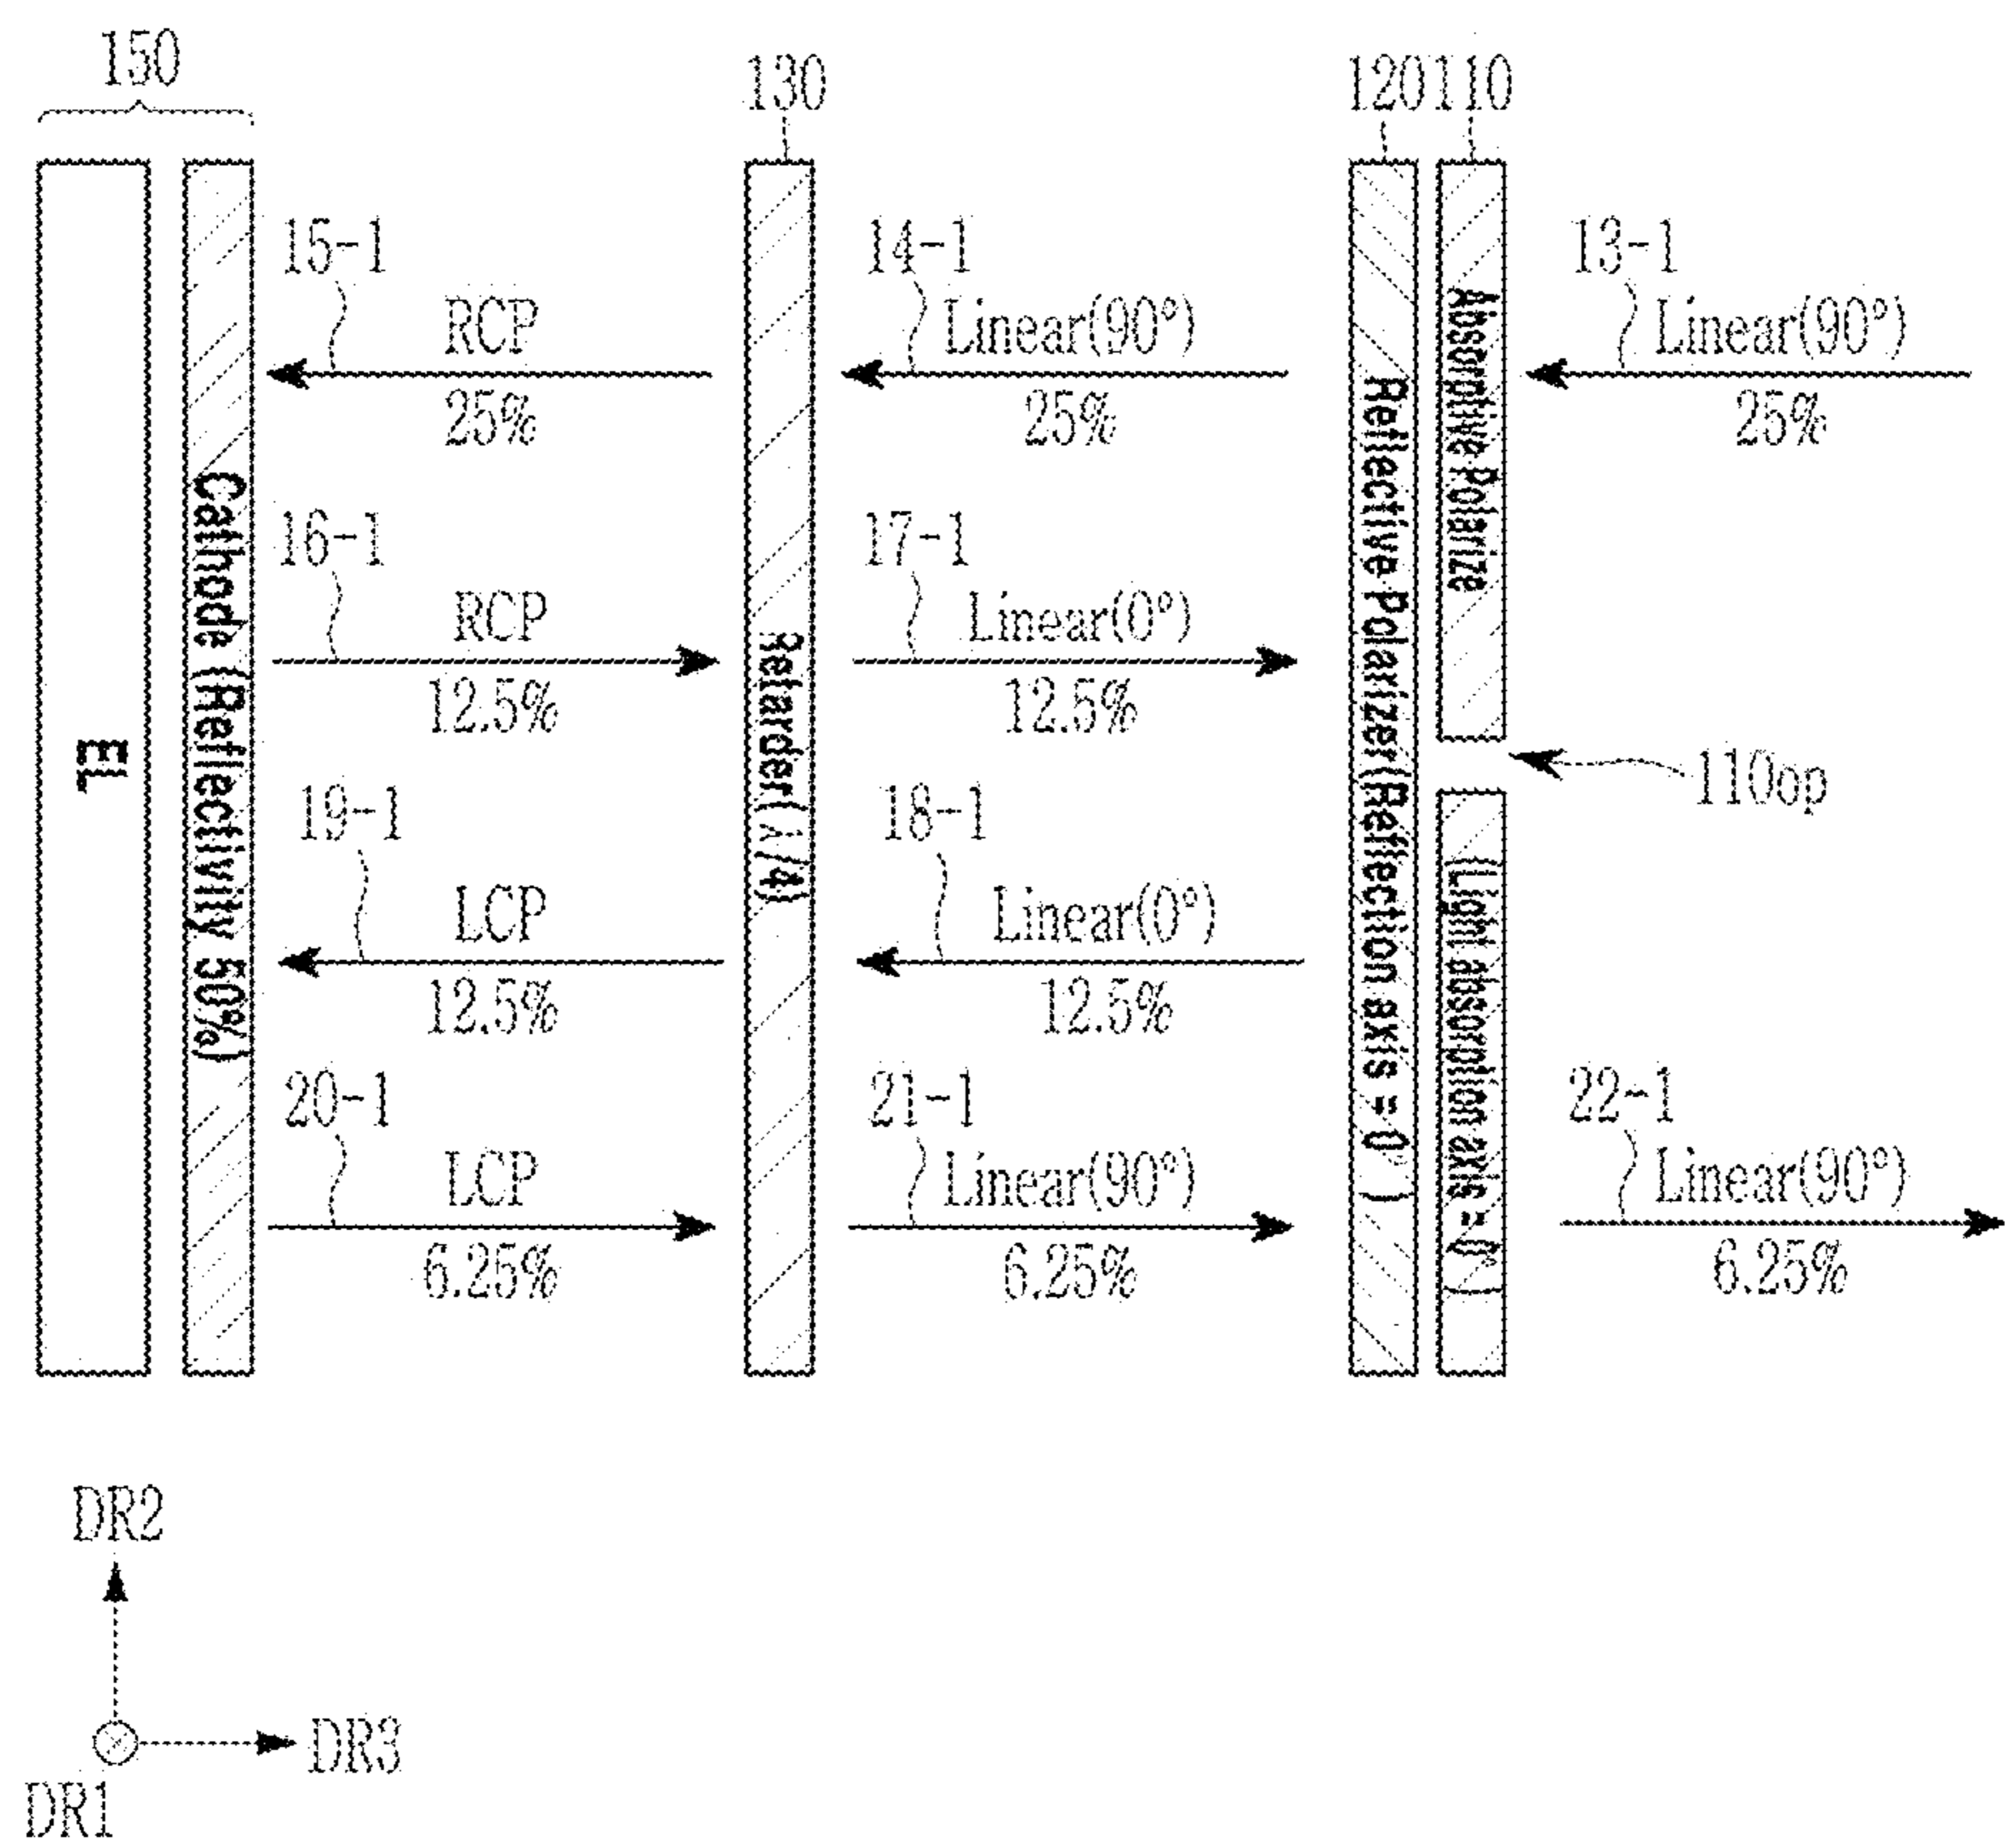 150
130
120
110
15-1
RCP
25%
14-1
Linear(90°)
25%
13-1
Linear(90°)
25%
16-1
RCP
12.5%
17-1
Linear(0°)
12.5%
110op
19-1
LCP
12.5%
18-1
Linear(0°)
12.5%
20-1
LCP
6.25%
21-1
Linear(90°)
6.25%
22-1
Linear(90°)
6.25%
EL
Cathode (Reflectivity 50%)
Retarder(λ/4)
Reflective Polarizer(Reflection axis = 0°)
Absorptive Polarize
(Light absorption axis = 0°)
DR2
DR3
DR1